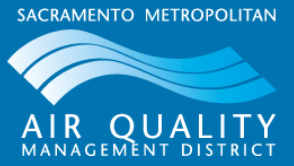 SACRAMENTO METROPOLITAN
AIR QUALITY
MANAGEMENT DISTRICT